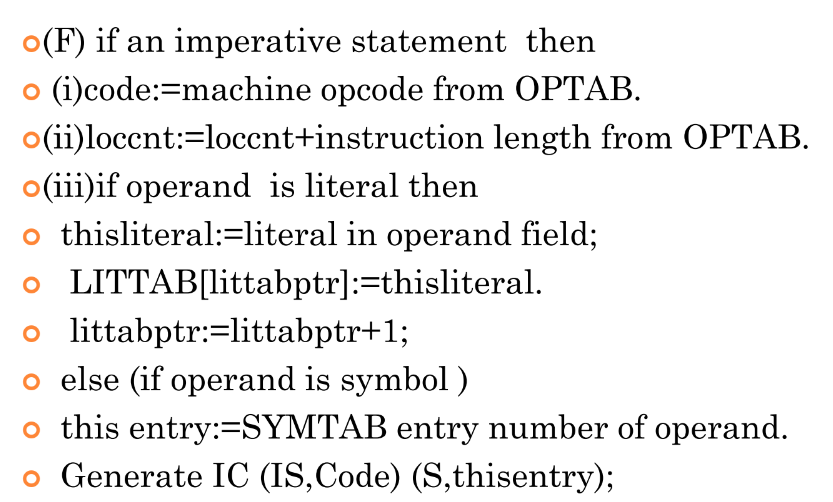 (F) if an imperative statement then
(i)code:=machine opcode from OPTAB.
(ii)loccnt:=loccnt+instruction length from OPTAB.
(iii)if operand is literal then
thisliteral:=literal in operand field;
LITTAB[littabptr]:=thisliteral.
littabptr:=littabptr+1;
else (if operand is symbol )
this entry:=SYMTAB entry number of operand.
Generate IC (IS,Code) (S,thisentry);